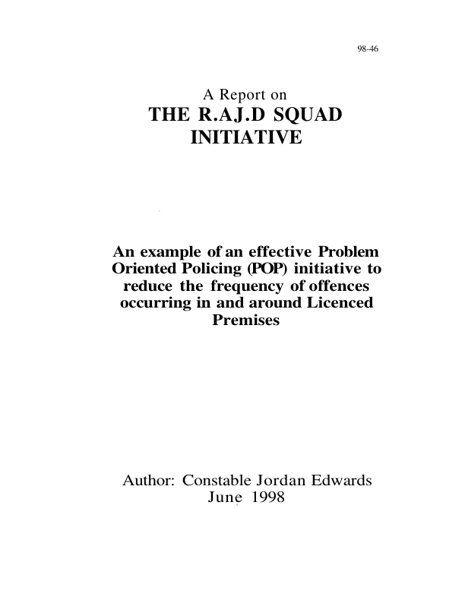 98-46
A Report on
THE R.AJ.D SQUAD
INITIATIVE
An example of an effective Problem
Oriented Policing (POP) initiative to
reduce the frequency of offences
occurring in and around Licenced
Premises
Author: Constable Jordan Edwards
June 1998